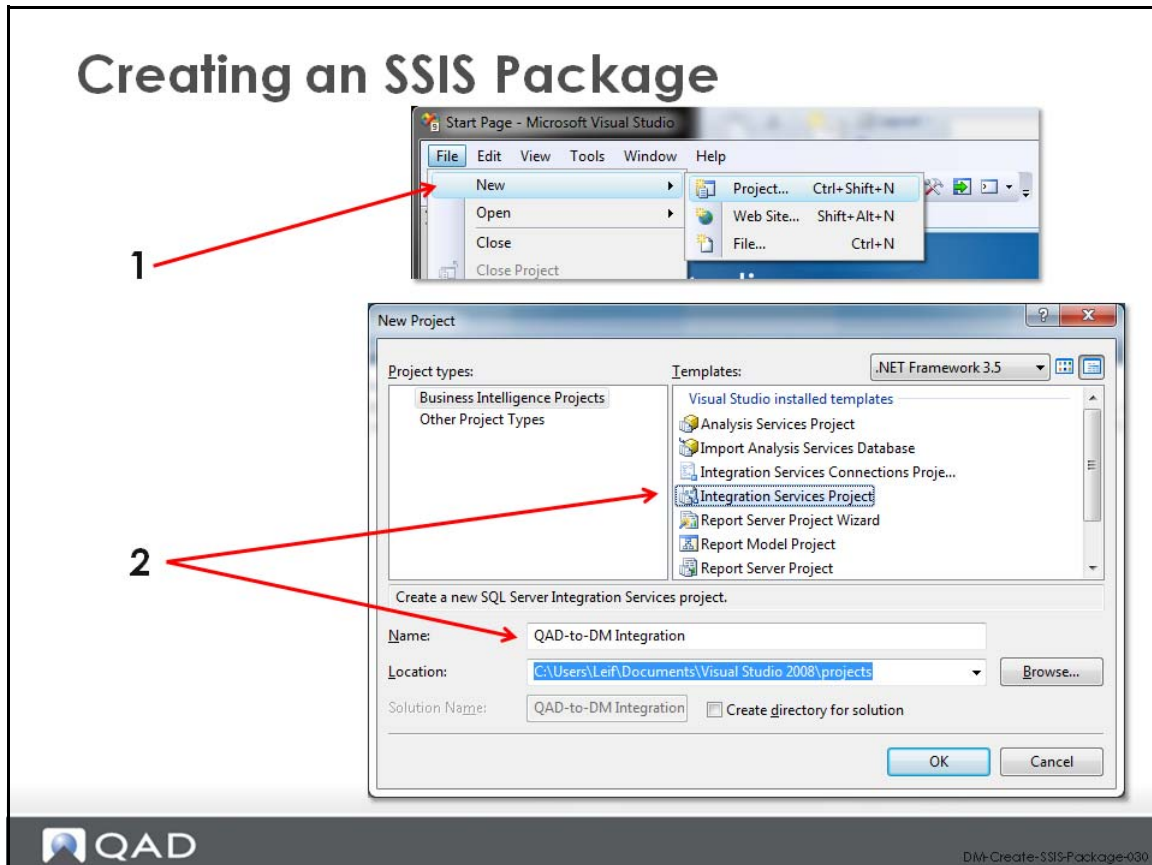 Creating an SSIS Package
Start Page - Microsoft Visual Studio
File Edit View Tools Window Help
New
Project... Ctrl+Shift+N
Open
Web Site... Shift+Alt+N
Close
File... Ctrl+N
Close Project
1
New Project
Project types:
Templates:
.NET Framework 3.5
Business Intelligence Projects
Other Project Types
Visual Studio installed templates
Analysis Services Project
Import Analysis Services Database
Integration Services Connections Proje...
Integration Services Project
Report Server Project Wizard
Report Model Project
Report Server Project
2
Create a new SQL Server Integration Services project.
Name: QAD-to-DM Integration
Location: C:\Users\Leif\Documents\Visual Studio 2008\projects
Browse...
Solution Name: QAD-to-DM Integration
Create directory for solution
OK Cancel
QAD
DM-Create-SSIS-Package-030